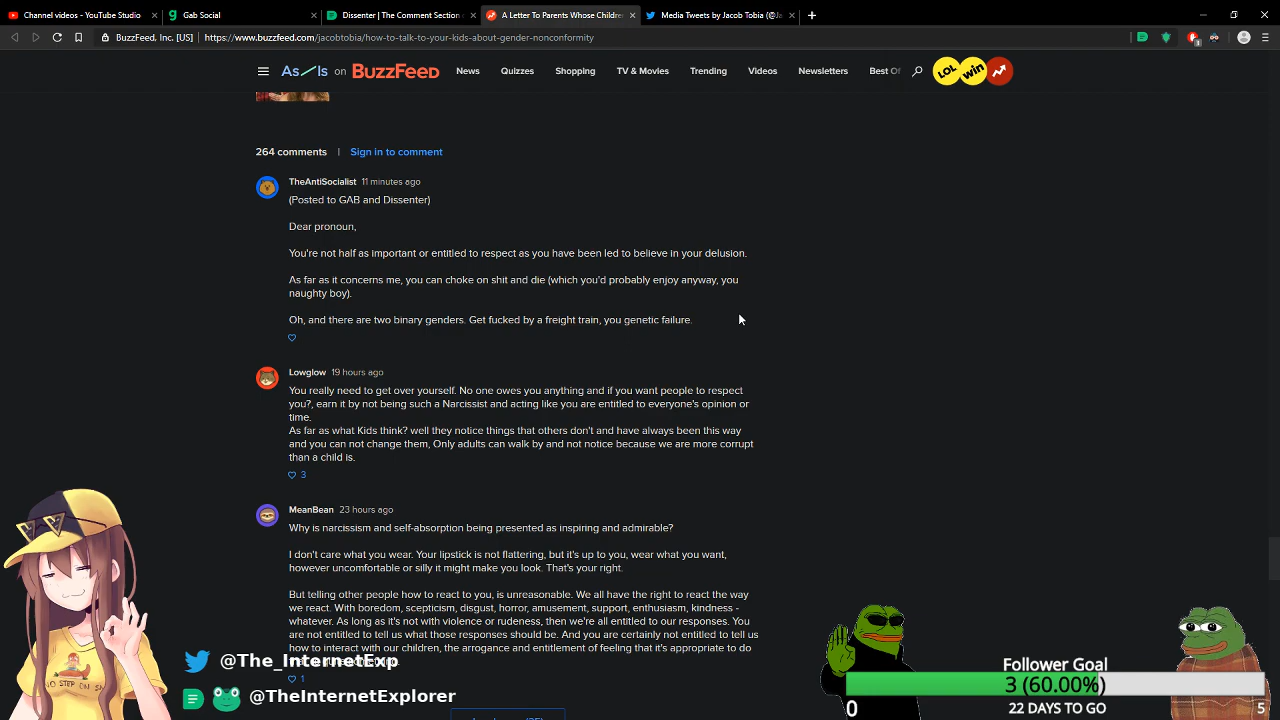 Channel videos - YouTube Studio
Gab Social
Dissenter | The Comment Section o
A Letter To Parents Whose Childre
Media Tweets by Jacob Tobia (@Ja
BuzzFeed, Inc. [US]
https://www.buzzfeed.com/jacobtobia/how-to-talk-to-your-kids-about-gender-nonconformity
As/Is on BuzzFeed
News
Quizzes
Shopping
TV & Movies
Trending
Videos
Newsletters
Best Of
LOL
win
264 comments | Sign in to comment
TheAntiSocialist 11 minutes ago
(Posted to GAB and Dissenter)
Dear pronoun,
You're not half as important or entitled to respect as you have been led to believe in your delusion.
As far as it concerns me, you can choke on shit and die (which you'd probably enjoy anyway, you
naughty boy).
Oh, and there are two binary genders. Get fucked by a freight train, you genetic failure.
Lowglow 19 hours ago
You really need to get over yourself. No one owes you anything and if you want people to respect
you?, earn it by not being such a Narcissist and acting like you are entitled to everyone's opinion or
time.
As far as what Kids think? well they notice things that others don't and have always been this way
and you can not change them, Only adults can walk by and not notice because we are more corrupt
than a child is.
3
MeanBean 23 hours ago
Why is narcissism and self-absorption being presented as inspiring and admirable?
I don't care what you wear. Your lipstick is not flattering, but it's up to you, wear what you want,
however uncomfortable or silly it might make you look. That's your right.
But telling other people how to react to you, is unreasonable. We all have the right to react the way
we react. With boredom, scepticism, disgust, horror, amusement, support, enthusiasm, kindness -
whatever. As long as it's not with violence or rudeness, then we're all entitled to our responses. You
are not entitled to tell us what those responses should be. And you are certainly not entitled to tell us
how to interact with our children, the arrogance and entitlement of feeling that it's appropriate to do
1
NO STEP ON SN
@The_InternetExp
@TheInternetExplorer
Follower Goal
3 (60.00%)
0
22 DAYS TO GO
5